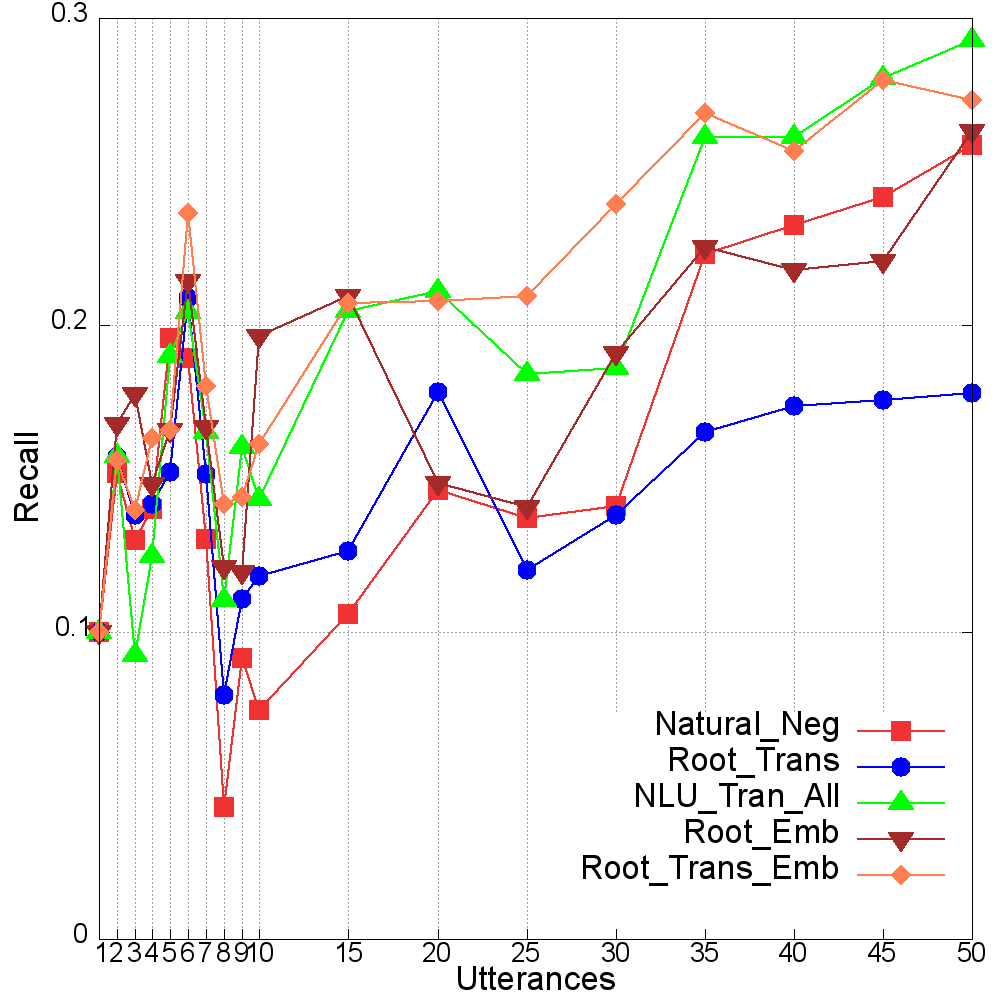 0.3
0.2
0.1
0
Recall
Natural_Neg
Root_Trans
NLU_Tran_All
Root_Emb
Root_Trans_Emb
1 2 3 4 5 6 7 8 9 10 15 20 25 30 35 40 45 50
Utterances